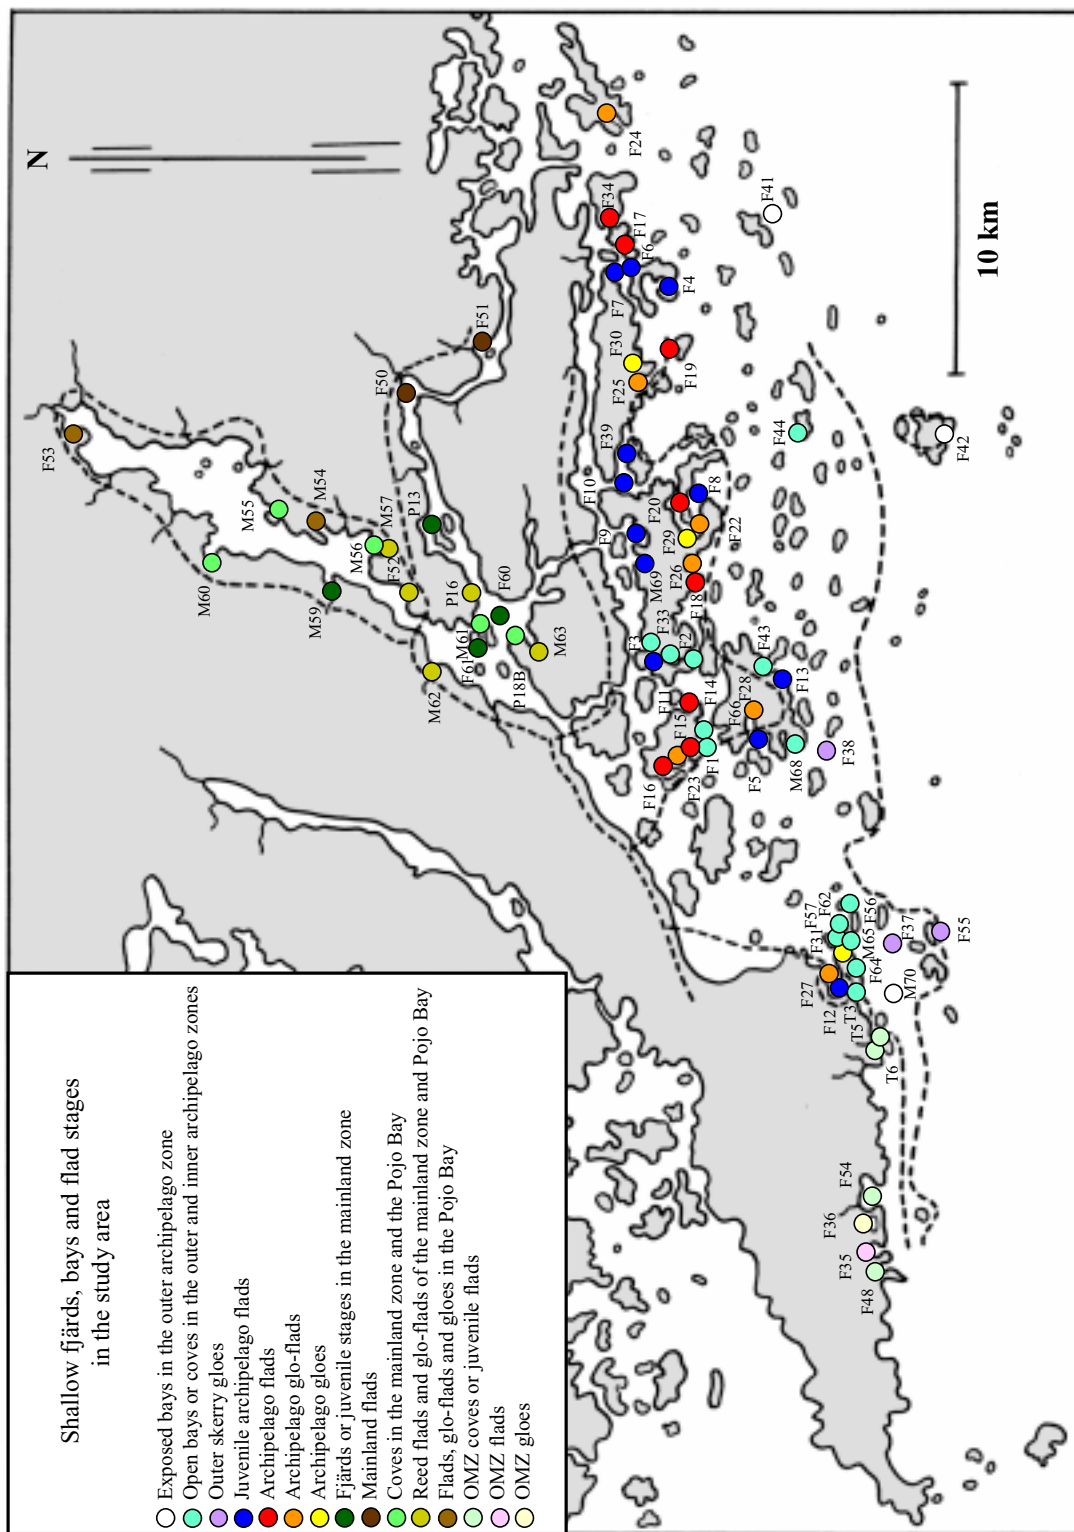 Shallow fjärds, bays and flad stages
in the study area
Exposed bays in the outer archipelago zone
Open bays or coves in the outer and inner archipelago zones
Outer skerry gloes
Juvenile archipelago flads
Archipelago flads
Archipelago glo-flads
Archipelago gloes
Fjärds or juvenile stages in the mainland zone
Mainland flads
Coves in the mainland zone and the Pojo Bay
Reed flads and glo-flads of the mainland zone and Pojo Bay
Flads, glo-flads and gloes in the Pojo Bay
OMZ coves or juvenile flads
OMZ flads
OMZ gloes
N
10 km
F53
M55
M54
M60
M56
M57
F52
M59
M62
P13
F50
F51
P16
F60
M61
F61
P18B
M63
F24
F34
F17
F6
F7
F4
F41
F30
F25
F19
F39
F10
F44
F42
F20
F8
F9
F29
F22
M69
F26
F18
F3
F33
F2
F43
F13
F11
F14
F28
F66
F15
F1
F16
F23
F5
M68
F38
F62
F57
F56
F31
M65
F37
F55
F27
F64
F12
T3
M70
T5
T6
F54
F36
F35
F48